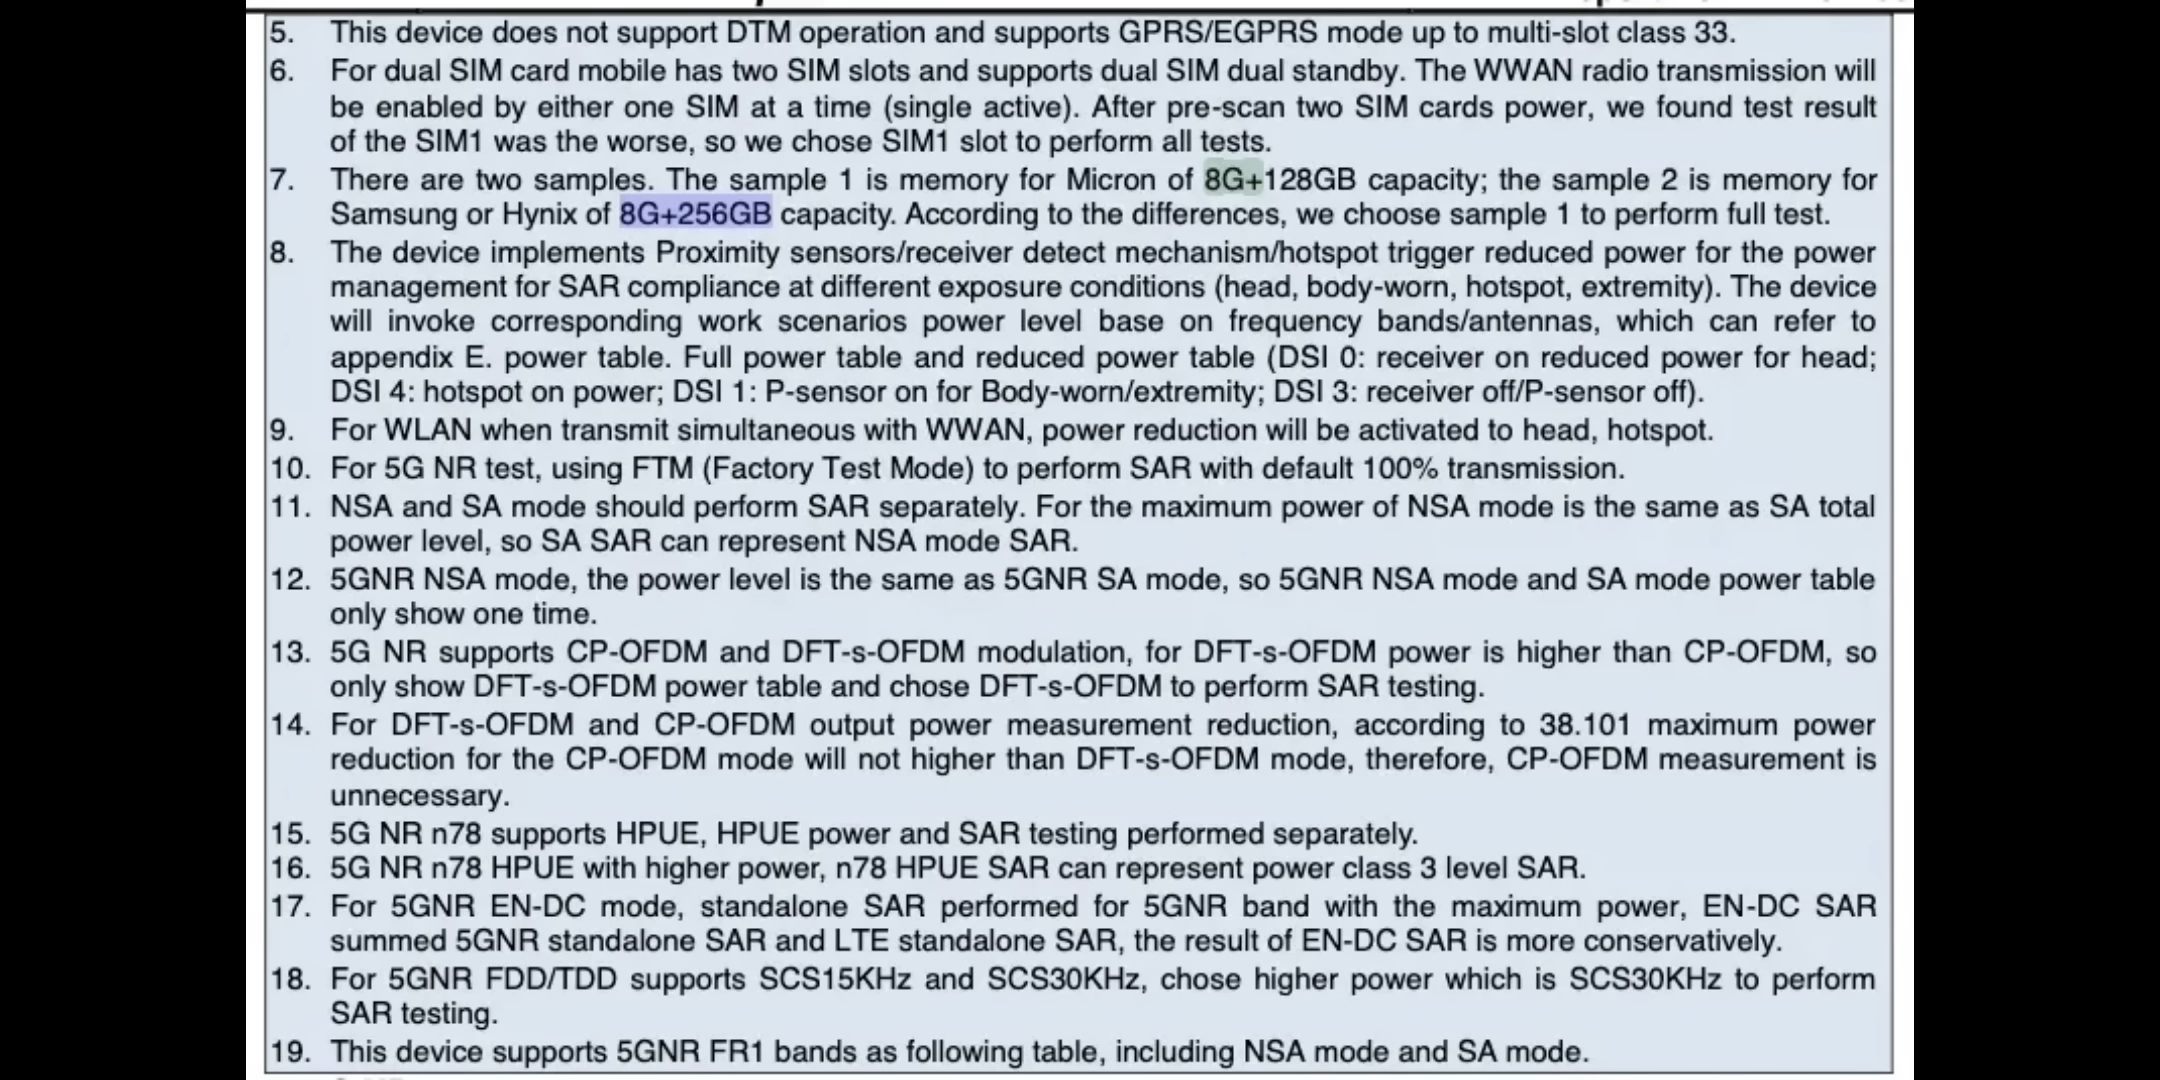 5. This device does not support DTM operation and supports GPRS/EGPRS mode up to multi-slot class 33.
6. For dual SIM card mobile has two SIM slots and supports dual SIM dual standby. The WWAN radio transmission will
be enabled by either one SIM at a time (single active). After pre-scan two SIM cards power, we found test result
of the SIM1 was the worse, so we chose SIM1 slot to perform all tests.
7. There are two samples. The sample 1 is memory for Micron of 8G+128GB capacity; the sample 2 is memory for
Samsung or Hynix of 8G+256GB capacity. According to the differences, we choose sample 1 to perform full test.
8. The device implements Proximity sensors/receiver detect mechanism/hotspot trigger reduced power for the power
management for SAR compliance at different exposure conditions (head, body-worn, hotspot, extremity). The device
will invoke corresponding work scenarios power level base on frequency bands/antennas, which can refer to
appendix E. power table. Full power table and reduced power table (DSI 0: receiver on reduced power for head;
DSI 4: hotspot on power; DSI 1: P-sensor on for Body-worn/extremity; DSI 3: receiver off/P-sensor off).
9. For WLAN when transmit simultaneous with WWAN, power reduction will be activated to head, hotspot.
10. For 5G NR test, using FTM (Factory Test Mode) to perform SAR with default 100% transmission.
11. NSA and SA mode should perform SAR separately. For the maximum power of NSA mode is the same as SA total
power level, so SA SAR can represent NSA mode SAR.
12. 5GNR NSA mode, the power level is the same as 5GNR SA mode, so 5GNR NSA mode and SA mode power table
only show one time.
13. 5G NR supports CP-OFDM and DFT-s-OFDM modulation, for DFT-s-OFDM power is higher than CP-OFDM, so
only show DFT-s-OFDM power table and chose DFT-s-OFDM to perform SAR testing.
14. For DFT-s-OFDM and CP-OFDM output power measurement reduction, according to 38.101 maximum power
reduction for the CP-OFDM mode will not higher than DFT-s-OFDM mode, therefore, CP-OFDM measurement is
unnecessary.
15. 5G NR n78 supports HPUE, HPUE power and SAR testing performed separately.
16. 5G NR n78 HPUE with higher power, n78 HPUE SAR can represent power class 3 level SAR.
17. For 5GNR EN-DC mode, standalone SAR performed for 5GNR band with the maximum power, EN-DC SAR
summed 5GNR standalone SAR and LTE standalone SAR, the result of EN-DC SAR is more conservatively.
18. For 5GNR FDD/TDD supports SCS15KHz and SCS30KHz, chose higher power which is SCS30KHz to perform
SAR testing.
19. This device supports 5GNR FR1 bands as following table, including NSA mode and SA mode.